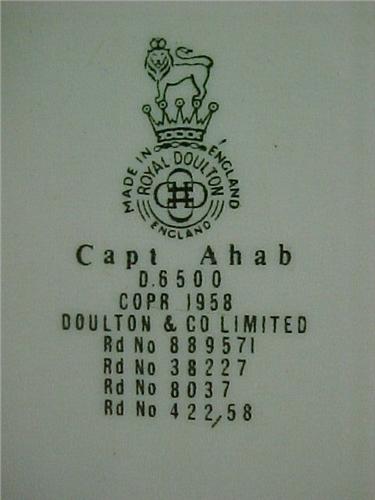 MADE IN ENGLAND
ROYAL DOULTON
ENGLAND
Capt Ahab
D.6500
COPR 1958
DOULTON & CO LIMITED
Rd No 889571
Rd No 38227
Rd No 8037
Rd No 422,58